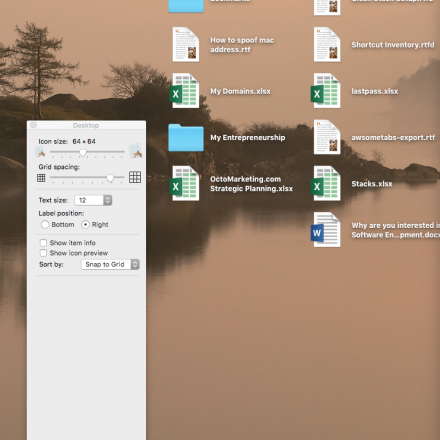 How to spoof mac
address.rtf
Shortcut Inventory.rtfd
My Domains.xlsx
lastpass.xlsx
My Entrepreneurship
awsometabs-export.rtf
OctoMarketing.com
Strategic Planning.xlsx
Stacks.xlsx
Why are you interested i
Software En...pment.docx
Desktop
Icon size: 64 × 64
Grid spacing:
Text size: 12
Label position:
Bottom Right
Show item info
Show icon preview
Sort by: Snap to Grid